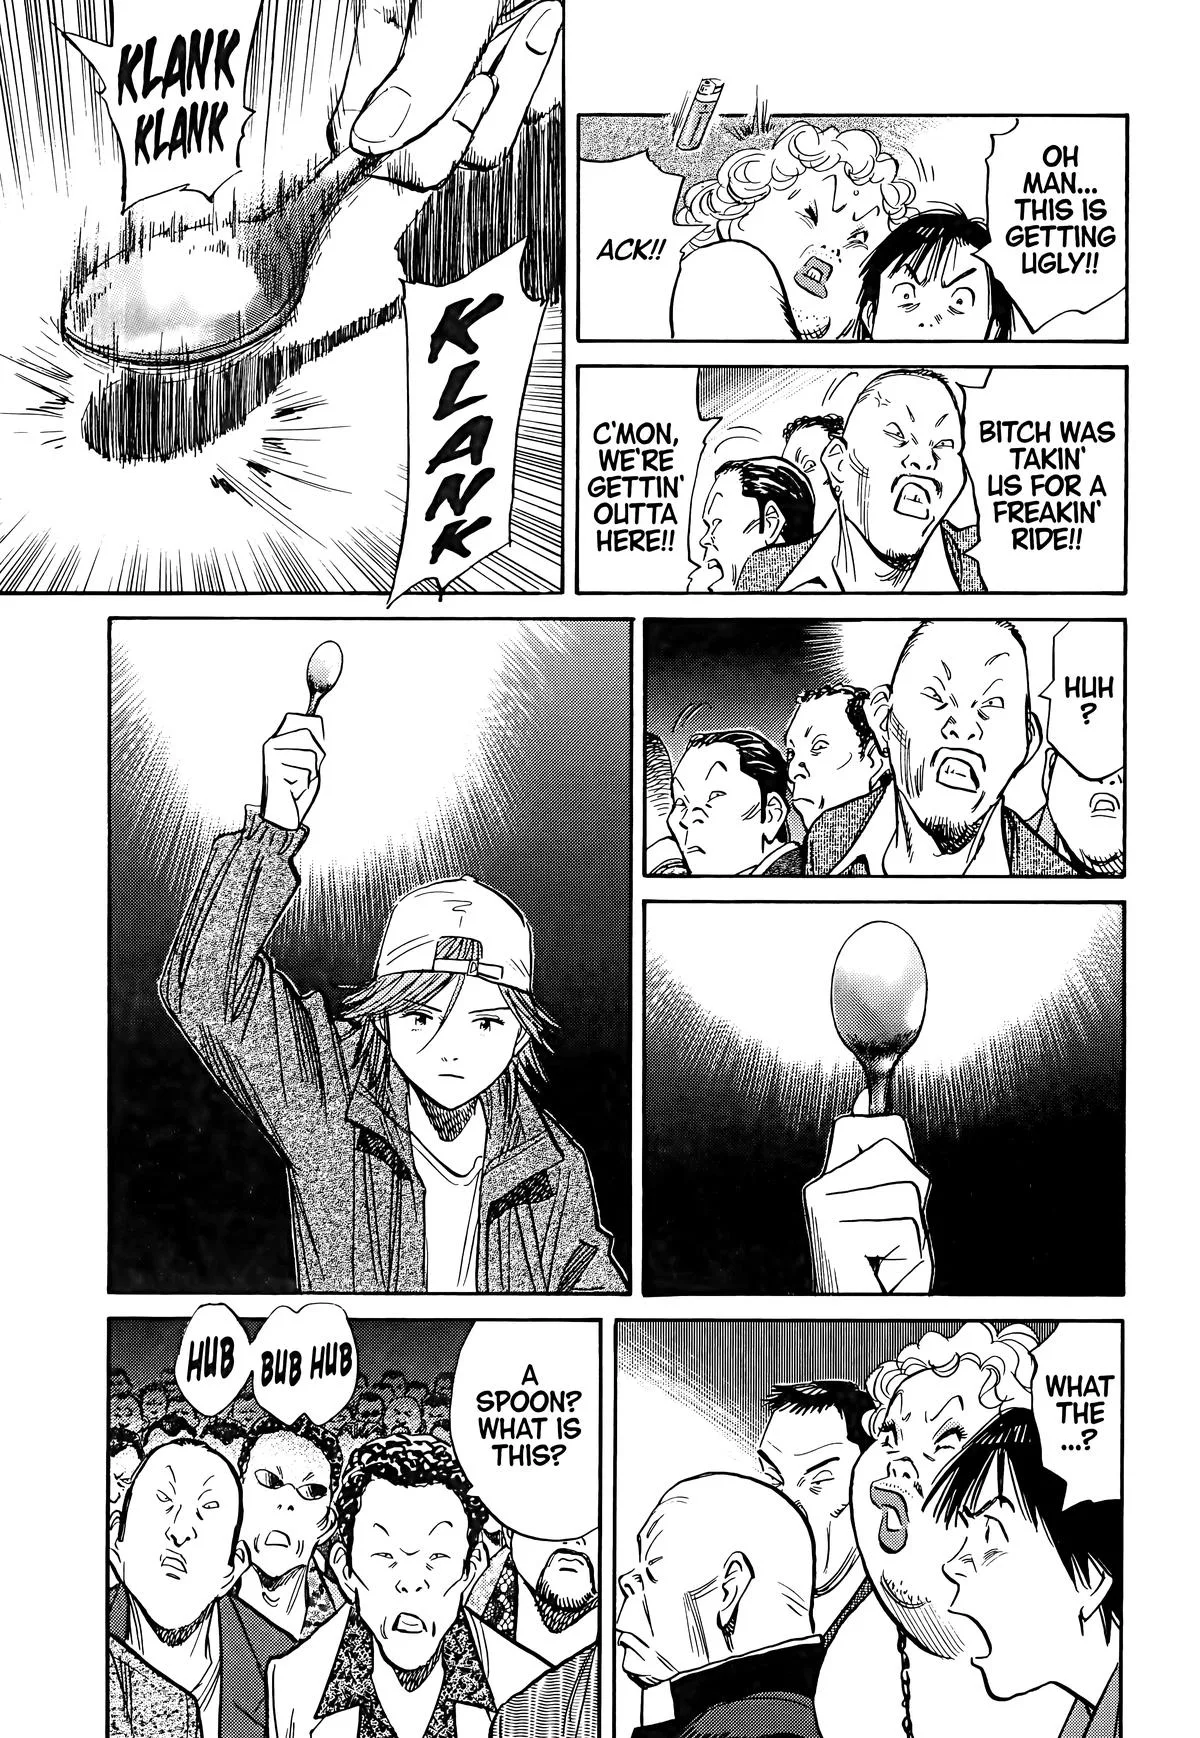 OH
MAN...
THIS IS
GETTING
UGLY!!
ACK!!
BITCH WAS
TAKIN'
US FOR A
FREAKIN'
RIDE!!
C'MON,
WE'RE
GETTIN'
OUTTA
HERE!!
KLANK
KLANK
KLANK
HUH
?
WHAT
THE
...?
A
SPOON?
WHAT IS
THIS?
HUB
BUB HUB